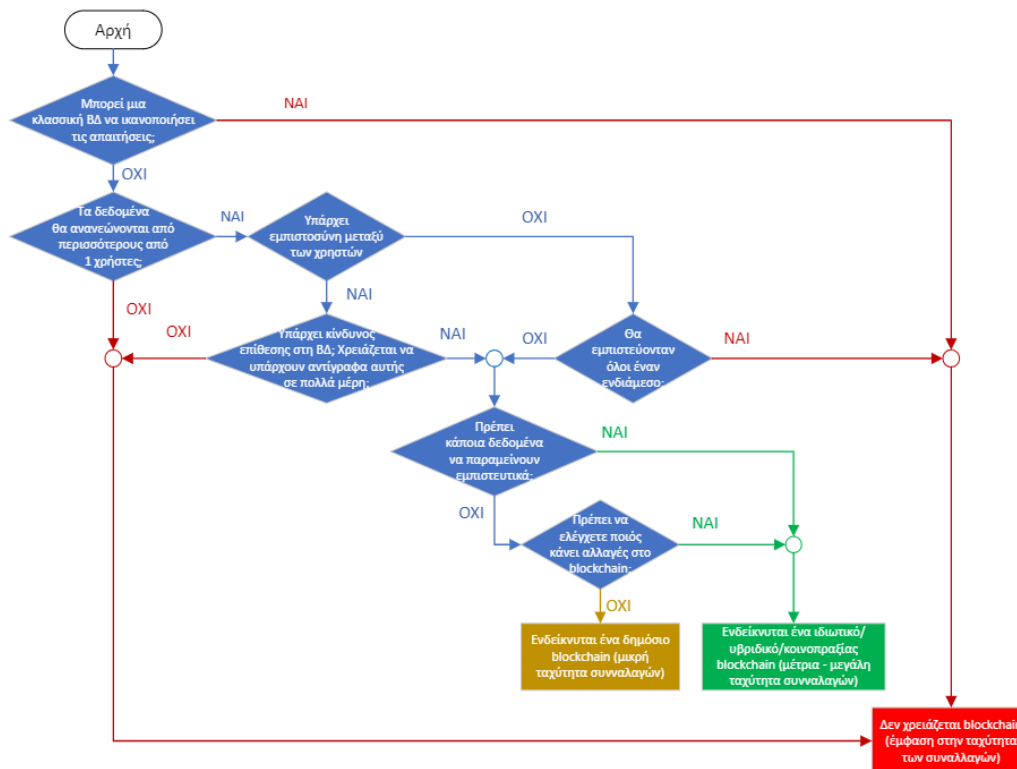 Αρχή
Μπορεί μια
κλασσική ΒΔ να ικανοποιήσει
τις απαιτήσεις;
ΝΑΙ
ΟΧΙ
Τα δεδομένα
θα ανανεώνονται από
περισσότερους από
1 χρήστες;
ΝΑΙ
Υπάρχει
εμπιστοσύνη μεταξύ
των χρηστών
ΟΧΙ
ΝΑΙ
ΟΧΙ
ΟΧΙ
Υπάρχει κίνδυνος
επίθεσης στη ΒΔ; Χρειάζεται να
υπάρχουν αντίγραφα αυτής
σε πολλά μέρη;
ΝΑΙ
ΟΧΙ
Θα
εμπιστεύονταν
όλοι έναν
ενδιάμεσο;
ΝΑΙ
Πρέπει
κάποια δεδομένα
να παραμείνουν
εμπιστευτικά;
ΝΑΙ
ΟΧΙ
Πρέπει να
ελέγχετε ποιός
κάνει αλλαγές στο
blockchain;
ΝΑΙ
ΟΧΙ
Ενδείκνυται ένα δημόσιο
blockchain (μικρή
ταχύτητα συνναλαγών)
Ενδείκνυται ένα ιδιωτικό/
υβριδικό/κοινοπραξίας
blockchain (μέτρια - μεγάλη
ταχύτητα συνναλαγών)
Δεν χρειάζεται blockchain
(έμφαση στην ταχύτητα
των συναλλαγών)